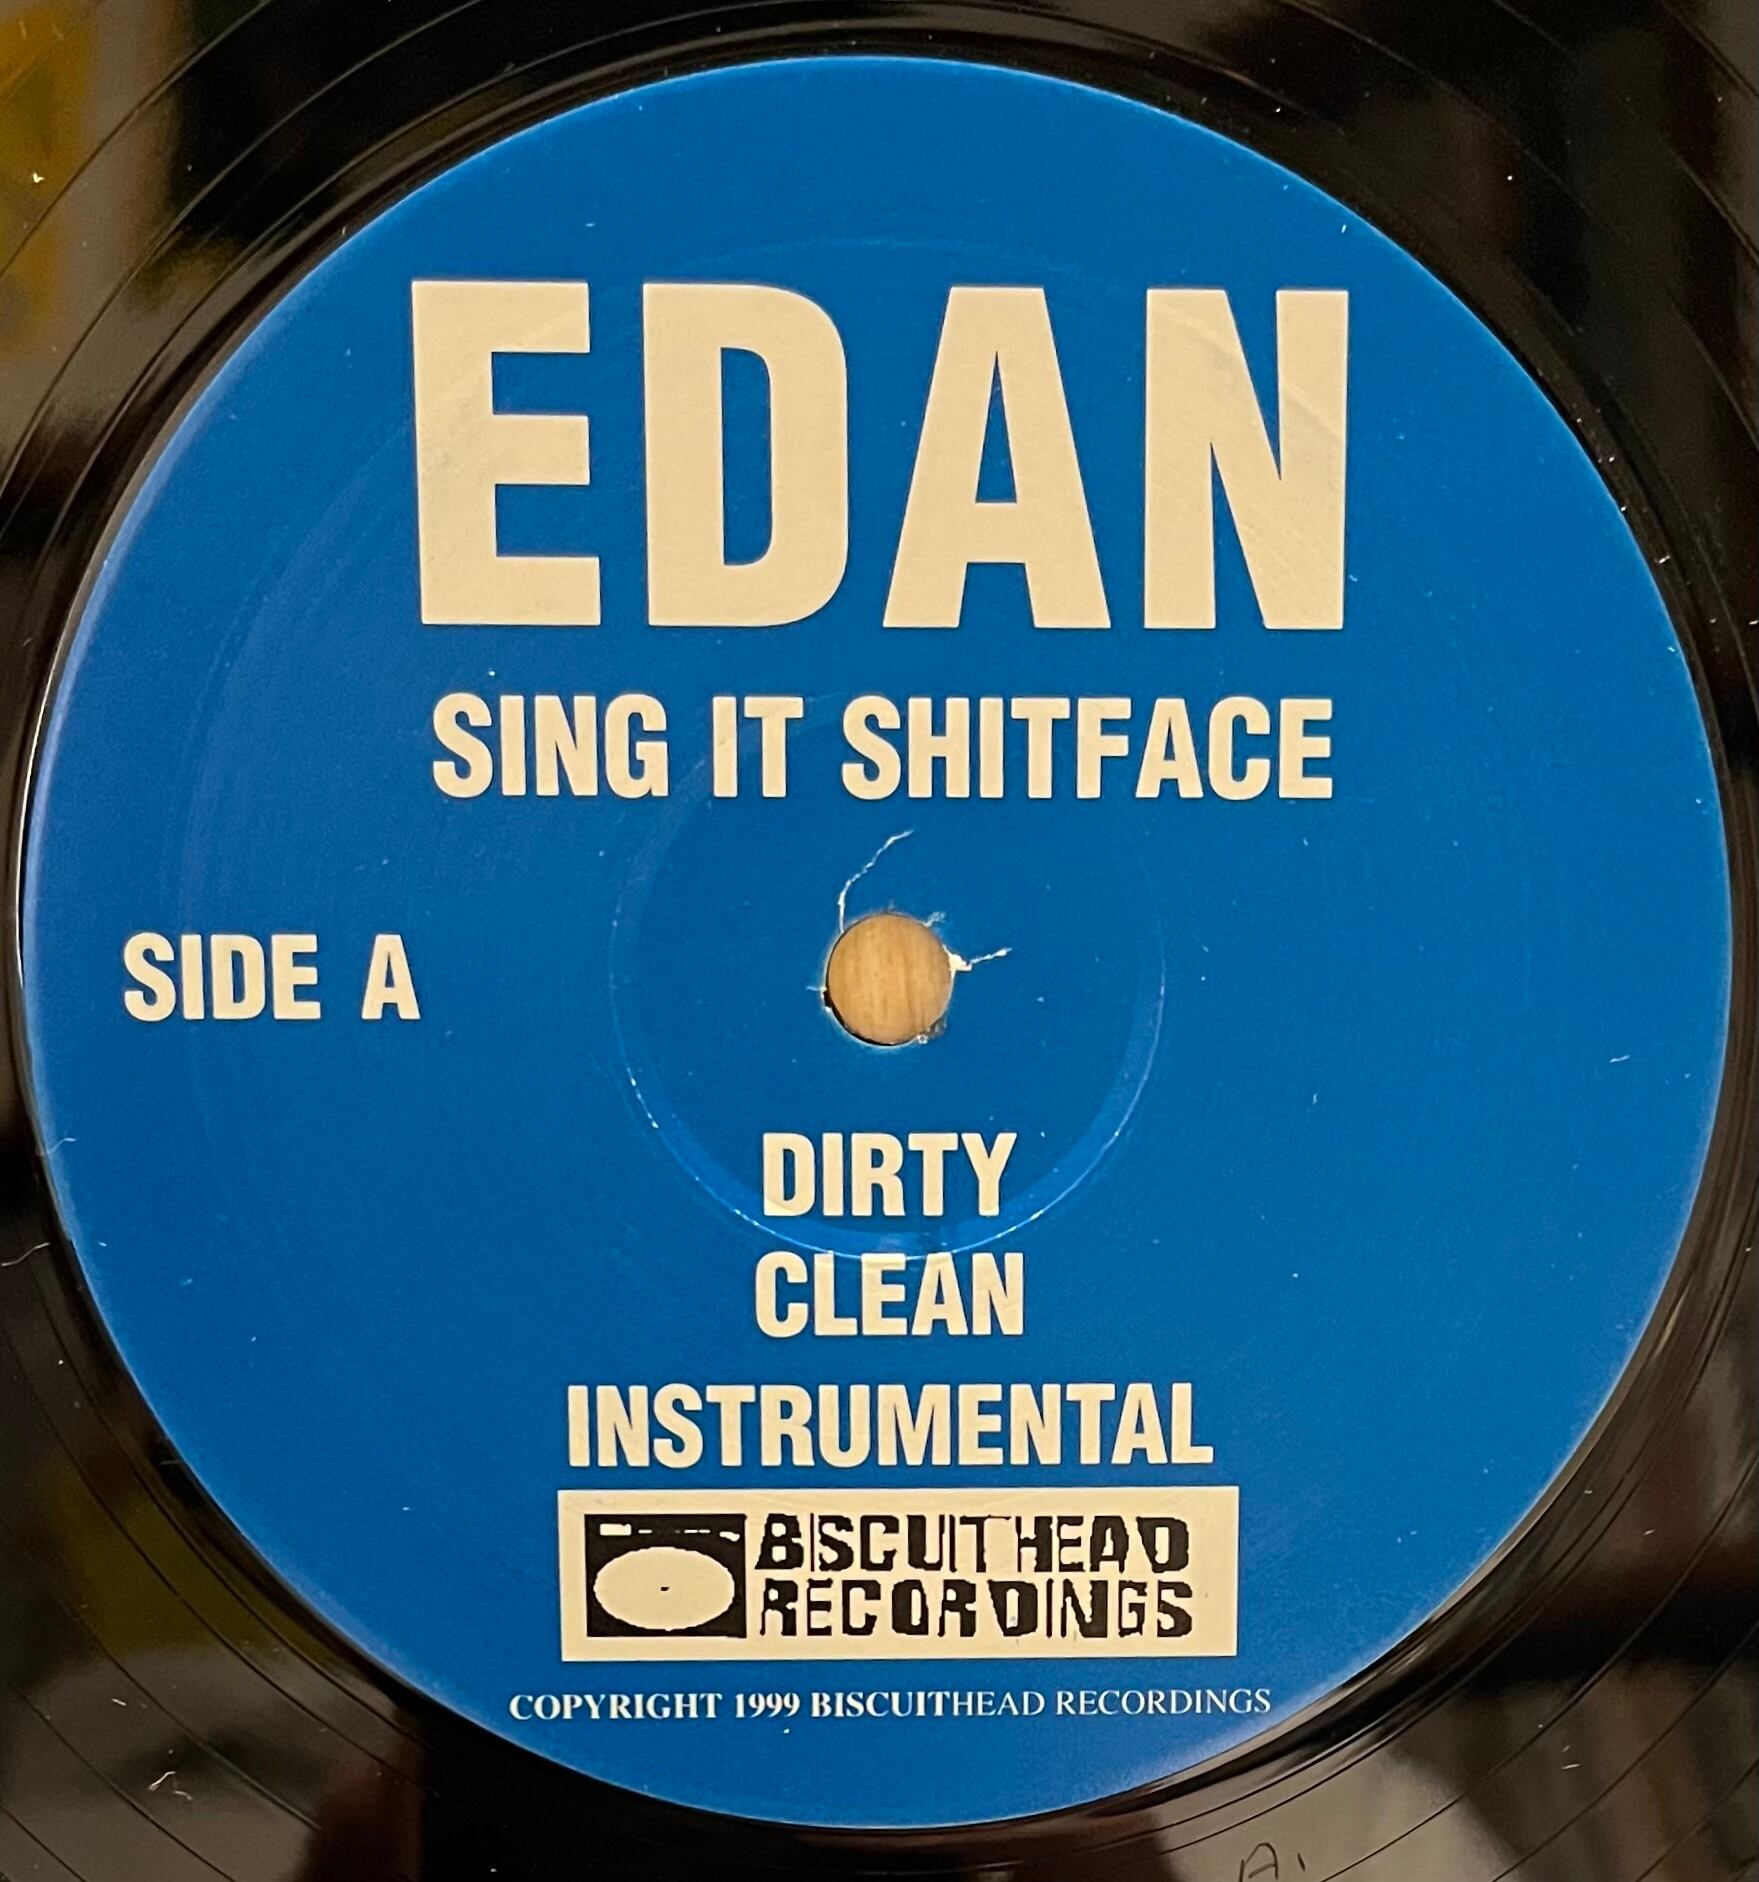 EDAN
SING IT SHITFACE
SIDE A
DIRTY
CLEAN
INSTRUMENTAL
BISCUITHEAD
RECORDINGS
COPYRIGHT 1999 BISCUITHEAD RECORDINGS
A.